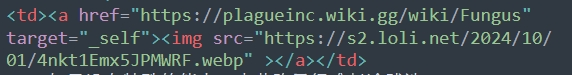 <td><a href="https://plagueinc.wiki.gg/wiki/Fungus"
target="_self"><img src="https://s2.loli.net/2024/10/
01/4nkt1Emx5JPMWRF.webp" ></a></td>